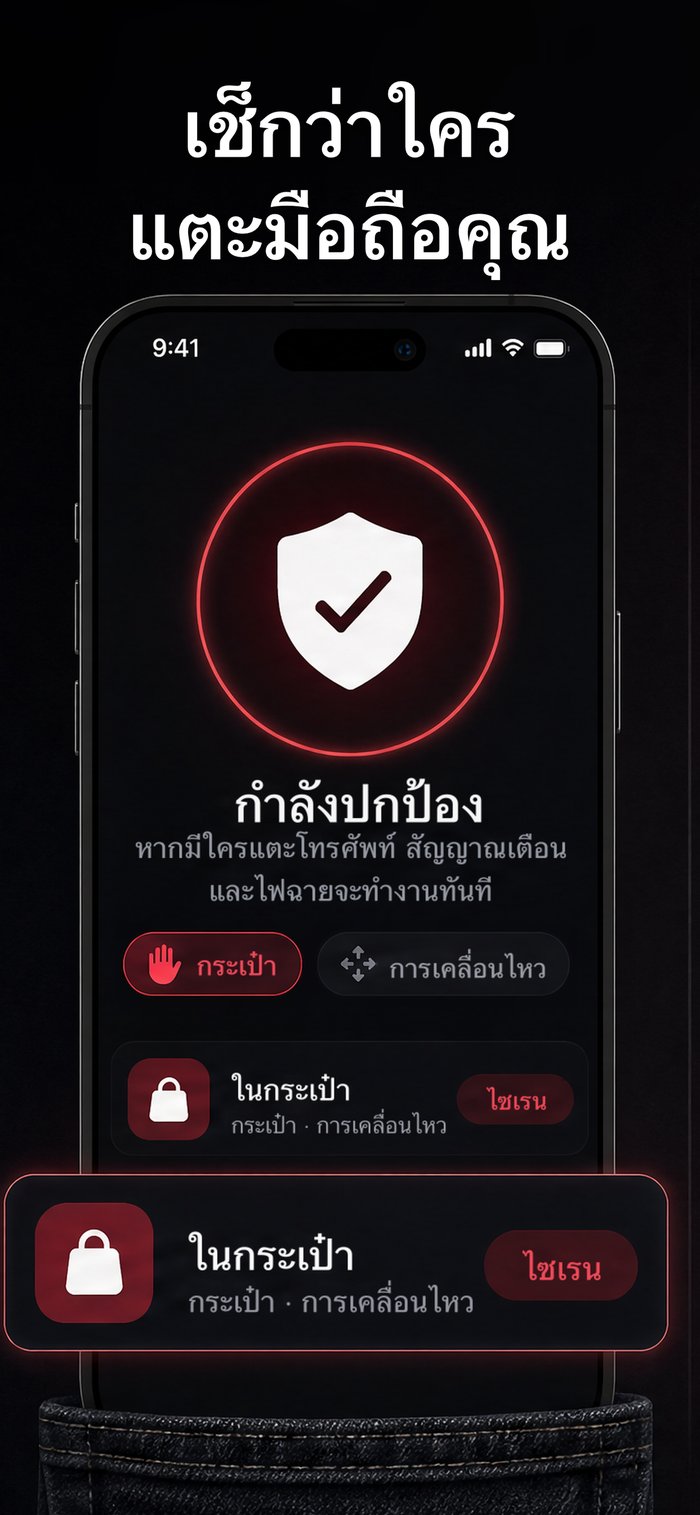 เช็กว่าใคร
แตะมือถือคุณ
9:41
กำลังปกป้อง
หากมีใครแตะโทรศัพท์ สัญญาณเตือน
และไฟฉายจะทำงานทันที
กระเป๋า
การเคลื่อนไหว
ในกระเป๋า
กระเป๋า · การเคลื่อนไหว
ไซเรน
ในกระเป๋า
กระเป๋า · การเคลื่อนไหว
ไซเรน